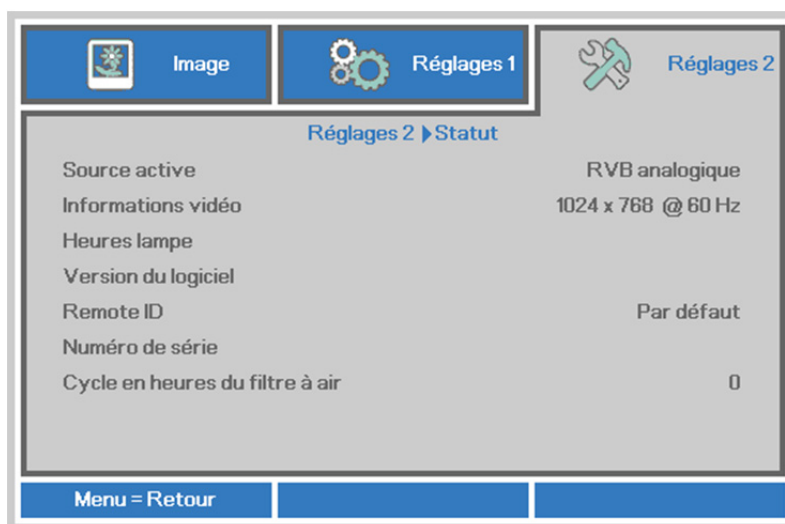 Image
Réglages 1
Réglages 2
Réglages 2 ▶ Statut
Source active RVB analogique
Informations vidéo 1024 x 768 @ 60 Hz
Heures lampe
Version du logiciel
Remote ID Par défaut
Numéro de série
Cycle en heures du filtre à air 0
Menu = Retour